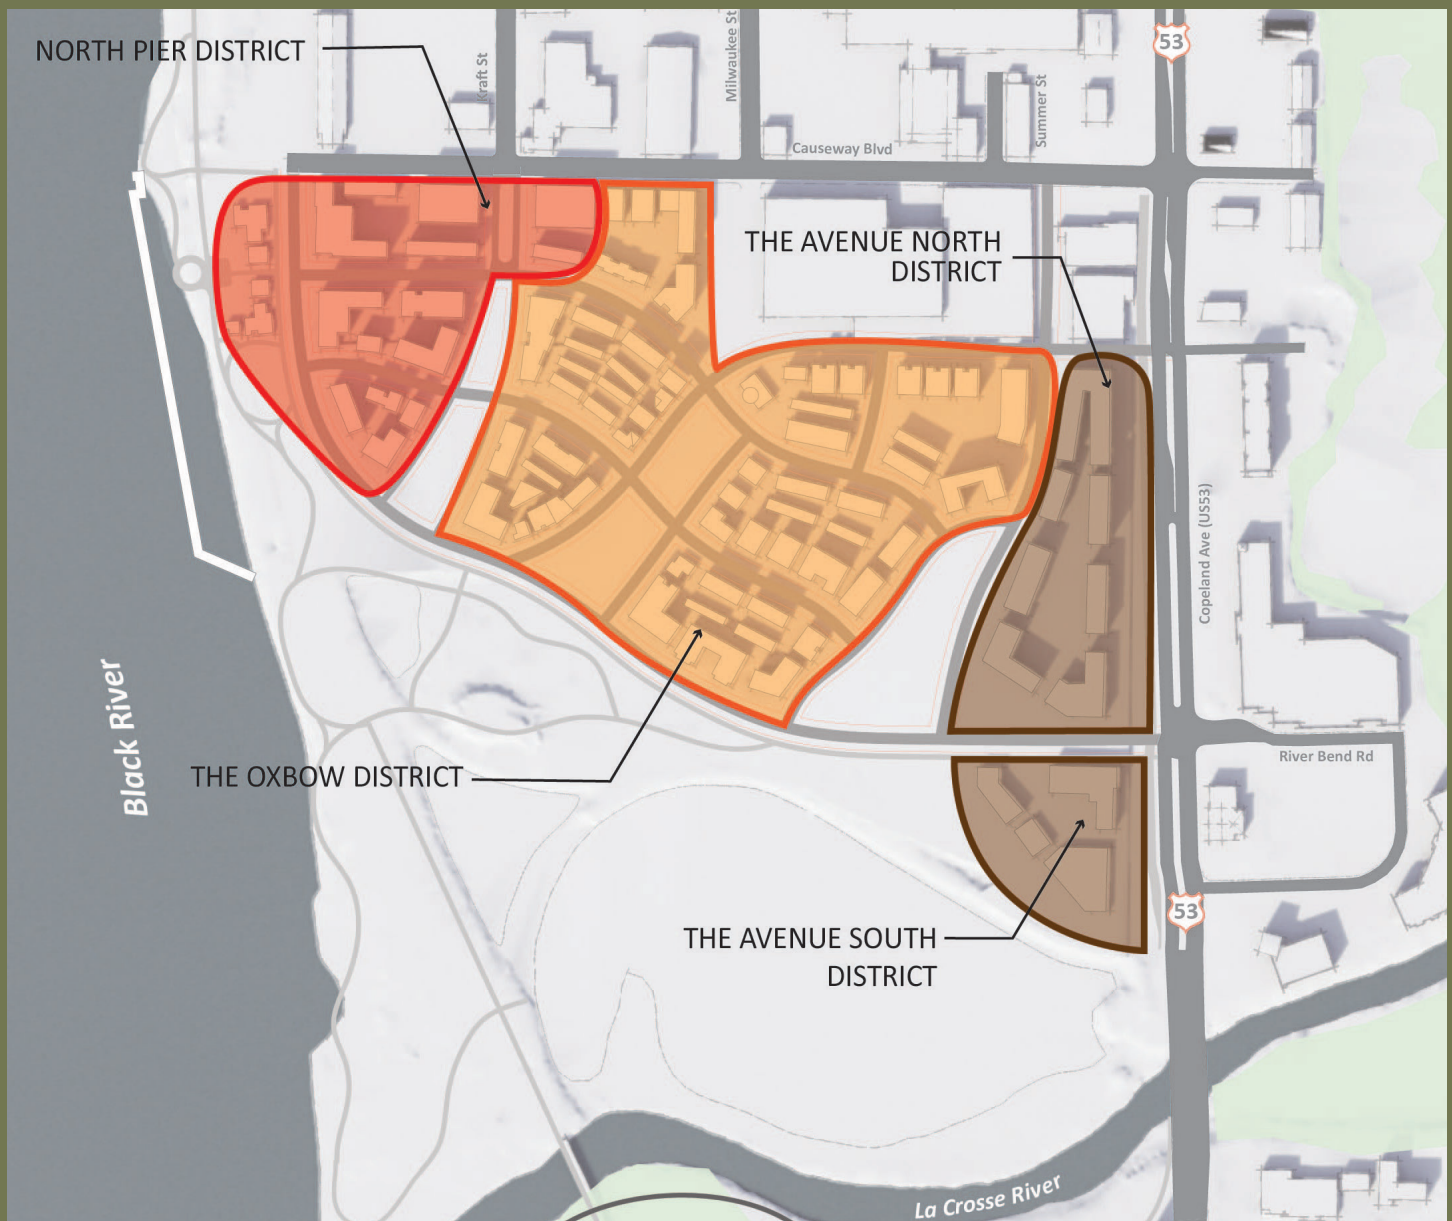 53
NORTH PIER DISTRICT
Kraft St
Milwaukee St
Summer St
Causeway Blvd
THE AVENUE NORTH
DISTRICT
Copeland Ave (US53)
Black River
THE OXBOW DISTRICT
River Bend Rd
53
THE AVENUE SOUTH
DISTRICT
La Crosse River